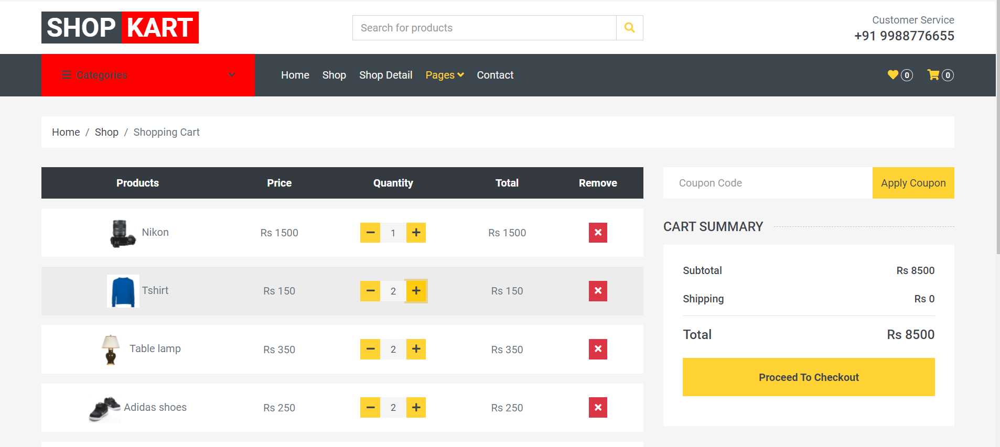 SHOP KART
Search for products
Customer Service
+91 9988776655
Categories
Home Shop Shop Detail Pages Contact
0 0
Home / Shop / Shopping Cart
Products Price Quantity Total Remove
Nikon Rs 1500 1 Rs 1500
Tshirt Rs 150 2 Rs 150
Table lamp Rs 350 2 Rs 350
Adidas shoes Rs 250 2 Rs 250
Coupon Code Apply Coupon
CART SUMMARY
Subtotal Rs 8500
Shipping Rs 0
Total Rs 8500
Proceed To Checkout